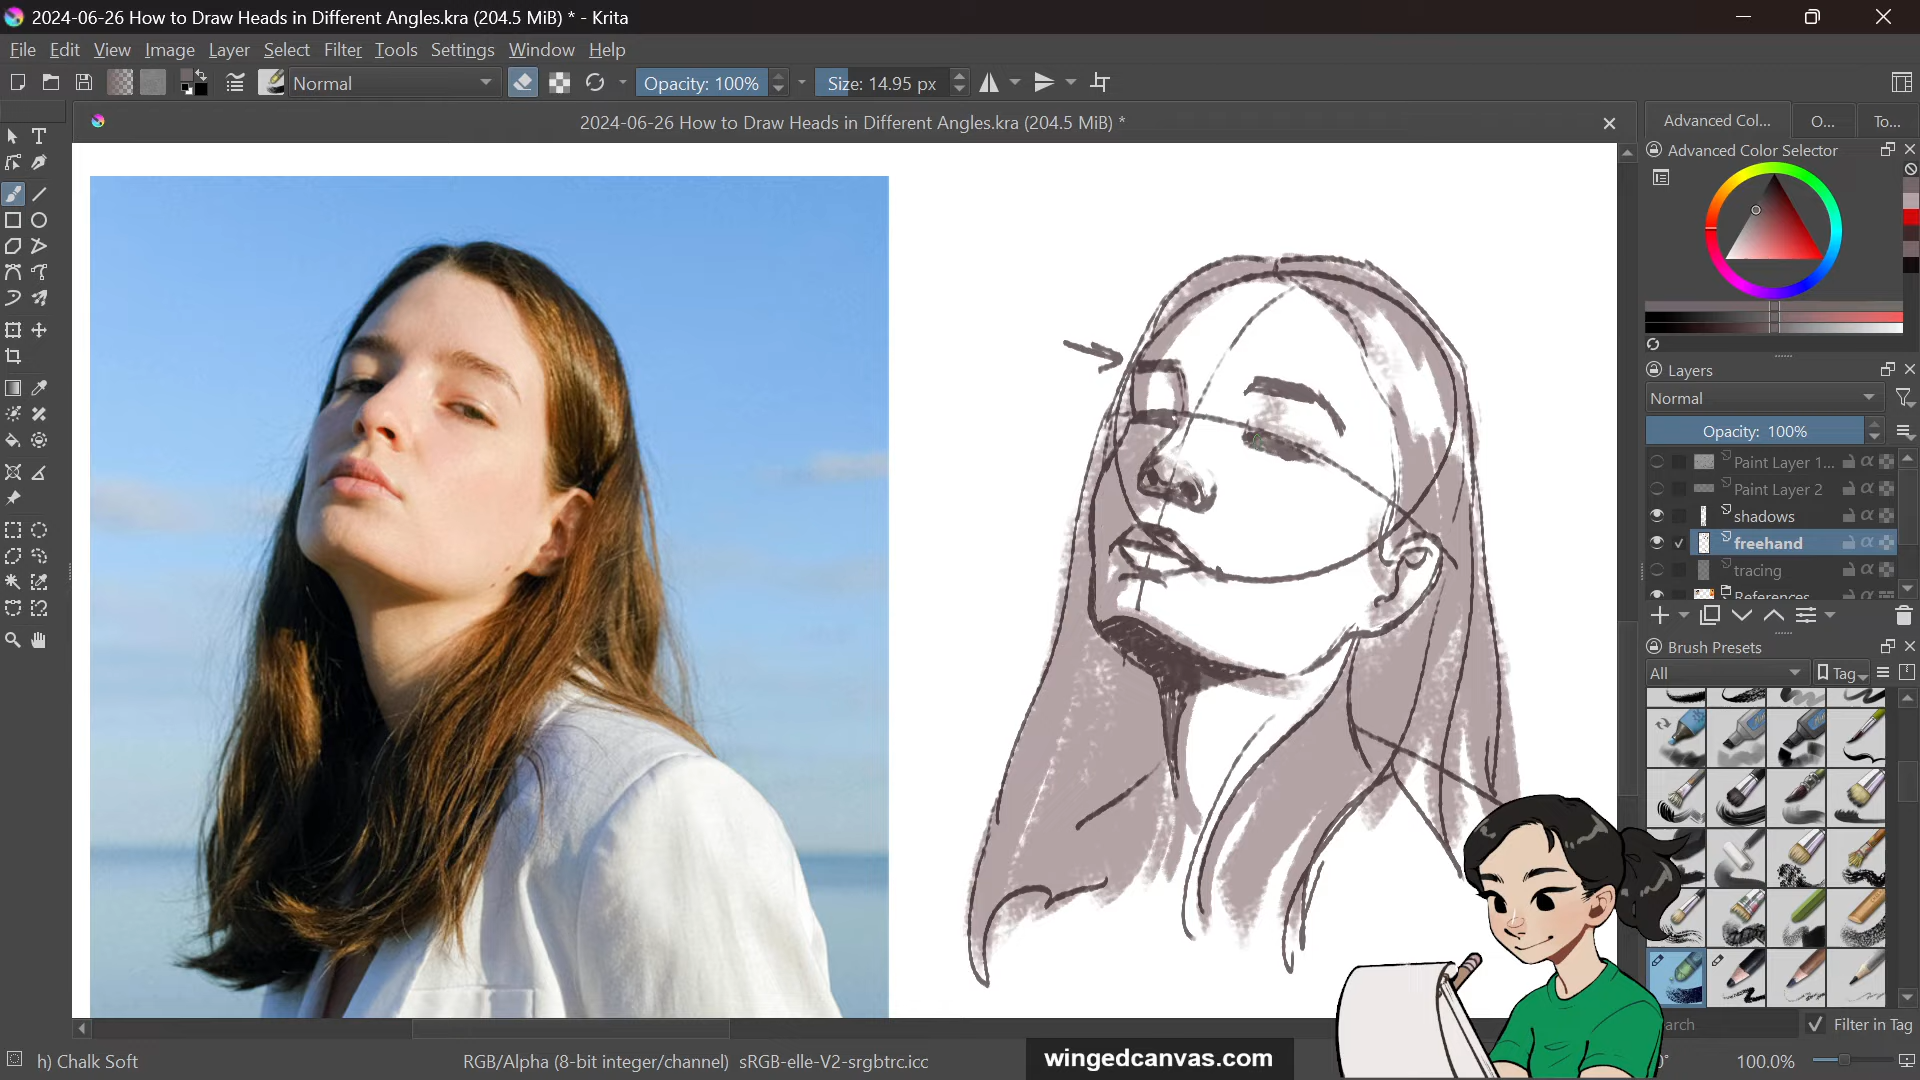 2024-06-26 How to Draw Heads in Different Angles.kra (204.5 MiB) * - Krita
File Edit View Image Layer Select Filter Tools Settings Window Help
Normal Opacity: 100% Size: 14.95 px
2024-06-26 How to Draw Heads in Different Angles.kra (204.5 MiB) *
Advanced Col... O... To...
Advanced Color Selector
Layers
Normal
Opacity: 100%
Paint Layer 1...
Paint Layer 2
shadows
freehand
tracing
References
Brush Presets
All Tag
Filter in Tag
h) Chalk Soft RGB/Alpha (8-bit integer/channel) sRGB-elle-V2-srgbtrc.icc wingedcanvas.com 100.0%